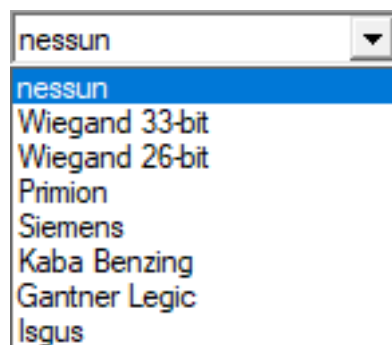 nessun
nessun
Wiegand 33-bit
Wiegand 26-bit
Primion
Siemens
Kaba Benzing
Gantner Legic
Isgus